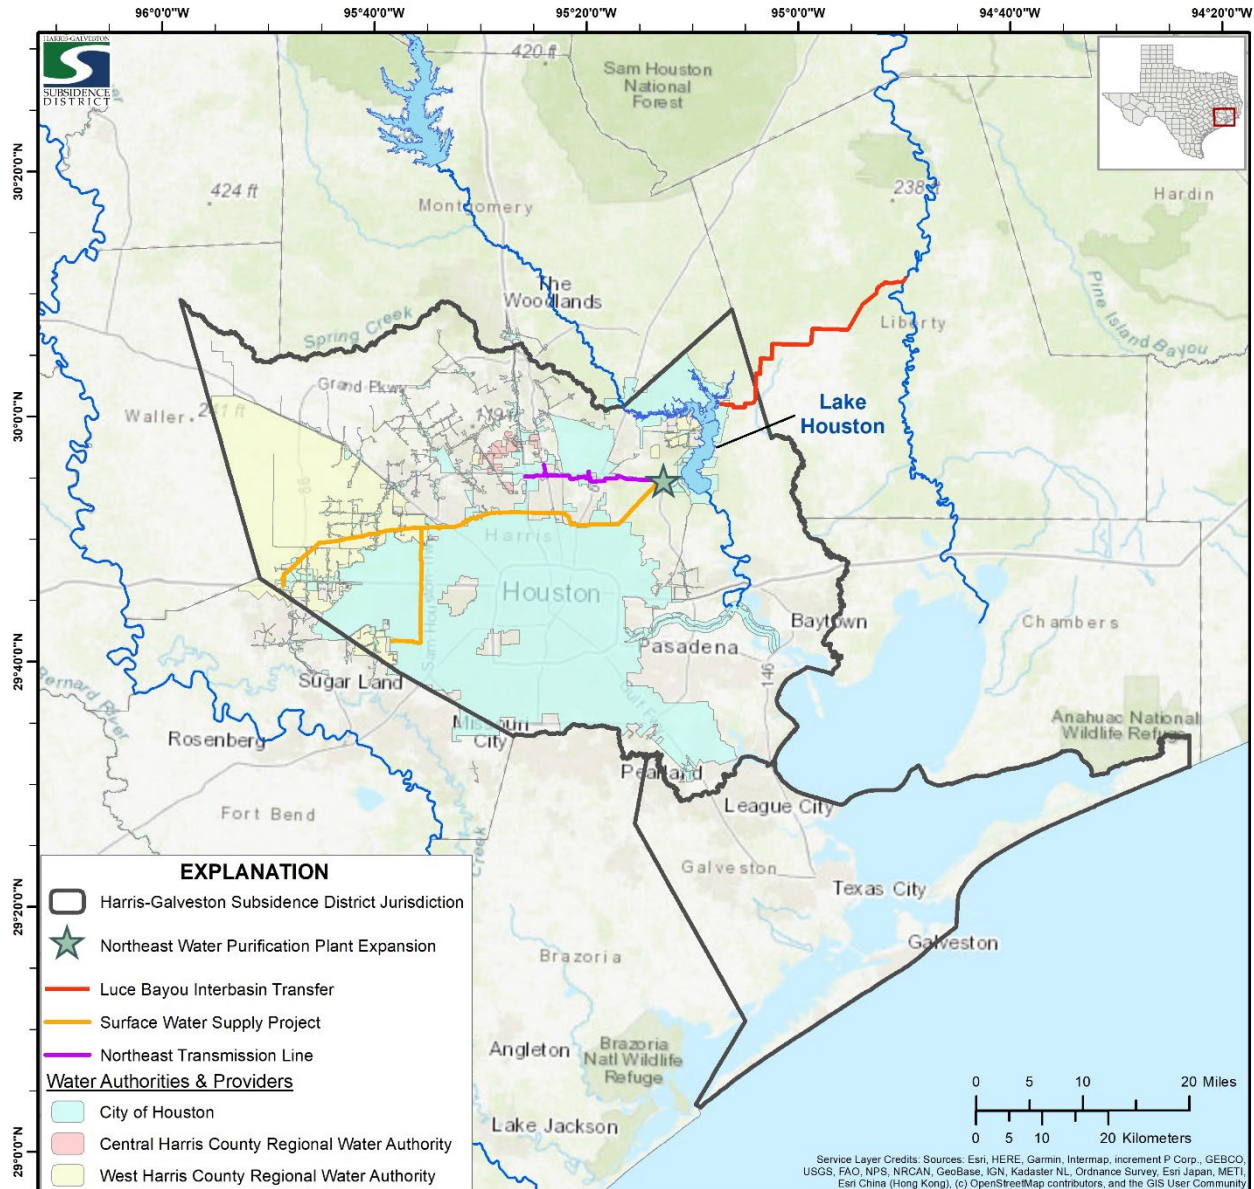 96°0'0"W 95°40'0"W 95°20'0"W 95°0'0"W 94°40'0"W 94°20'0"W
HARRIS-GALVESTON
SUBSIDENCE
DISTRICT
420 ft
Sam Houston
National
Forest
30°20'0"N
424 ft
238 ft
Hardin
Montgomery
The
Woodlands
Pine Island Bayou
Spring Creek
Liberty
Grand Pkwy
Waller
241 ft
119 ft
30°0'0"N
Lake
Houston
Harris
Houston
Baytown
Chambers
Pasadena
29°40'0"N
146
Sugar Land
Bernard River
Missouri
City
Rosenberg
Anahuac National
Wildlife Refuge
Pearland
League City
Fort Bend
Creek
Galveston
Texas City
29°20'0"N
Galveston
Brazoria
Angleton
Brazoria
Natl Wildlife
Refuge
Lake Jackson
29°0'0"N
EXPLANATION
Harris-Galveston Subsidence District Jurisdiction
Northeast Water Purification Plant Expansion
Luce Bayou Interbasin Transfer
Surface Water Supply Project
Northeast Transmission Line
Water Authorities & Providers
City of Houston
Central Harris County Regional Water Authority
West Harris County Regional Water Authority
0 5 10 20 Miles
0 5 10 20 Kilometers
Service Layer Credits: Sources: Esri, HERE, Garmin, Intermap, increment P Corp., GEBCO,
USGS, FAO, NPS, NRCAN, GeoBase, IGN, Kadaster NL, Ordnance Survey, Esri Japan, METI,
Esri China (Hong Kong), (c) OpenStreetMap contributors, and the GIS User Community